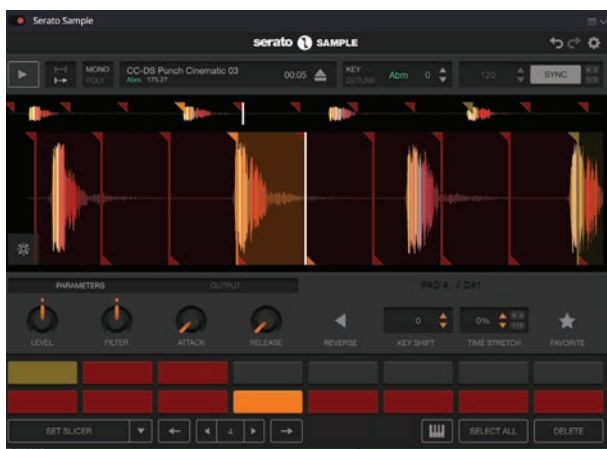 Serato Sample
serato SAMPLE
MONO
POLY
CC-DS Punch Cinematic 03
Abm 175.27
00:05
KEY
DETUNE
Abm
0
120
SYNC
PARAMETERS
OUTPUT
PAD 4 / D#1
LEVEL
FILTER
ATTACK
RELEASE
REVERSE
0
KEY SHIFT
0%
TIME STRETCH
FAVORITE
SET SLICER
4
SELECT ALL
DELETE